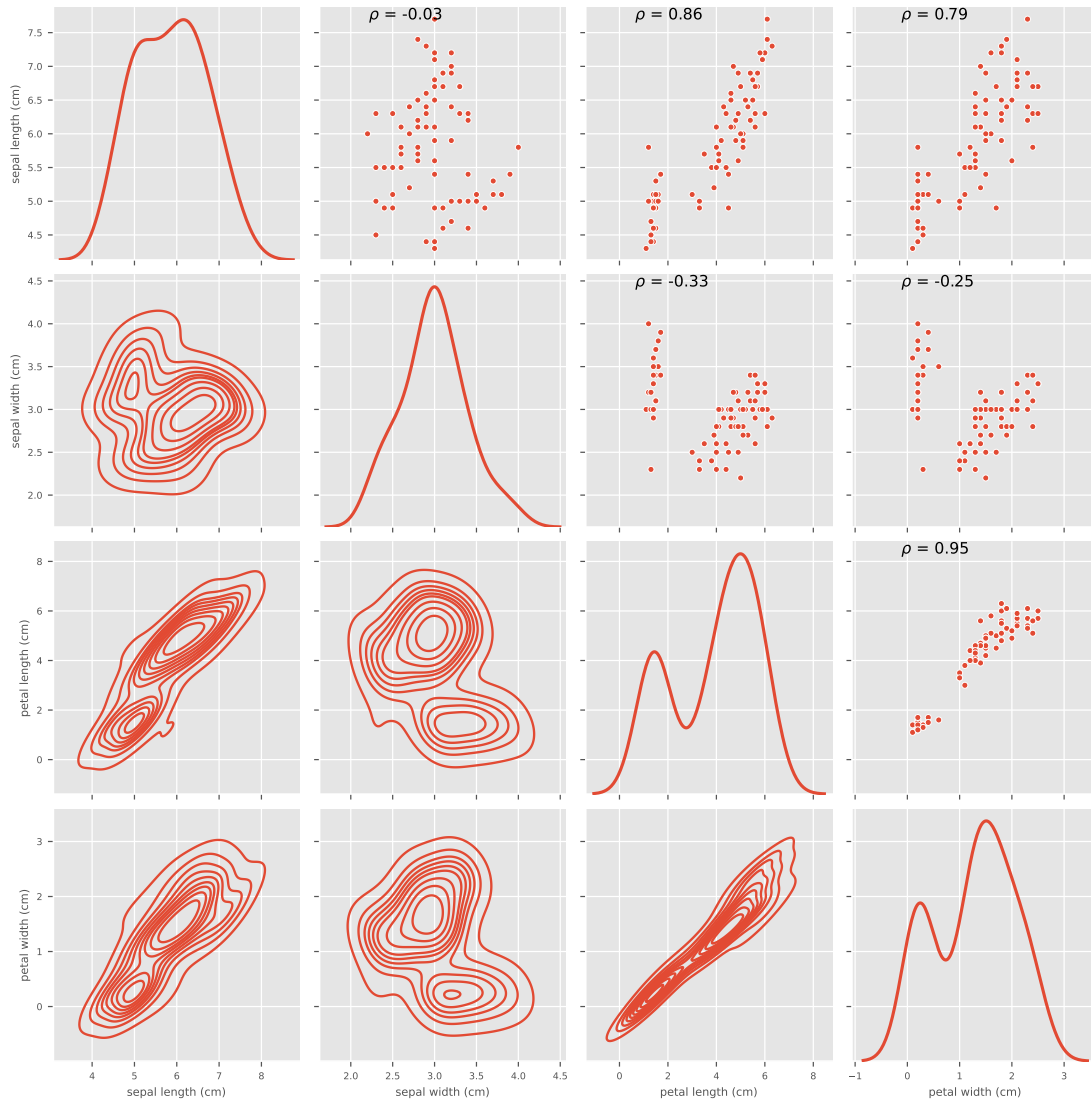 ρ = -0.03
ρ = 0.86
ρ = 0.79
7.5
7.0
6.5
6.0
5.5
5.0
4.5
sepal length (cm)
ρ = -0.33
ρ = -0.25
4.5
4.0
3.5
3.0
2.5
2.0
sepal width (cm)
ρ = 0.95
8
6
4
2
0
petal length (cm)
3
2
1
0
petal width (cm)
4 6 8 2.0 2.5 3.0 3.5 4.0 4.5 0 2 4 6 8 −1 0 1 2 3
sepal length (cm) sepal width (cm) petal length (cm) petal width (cm)